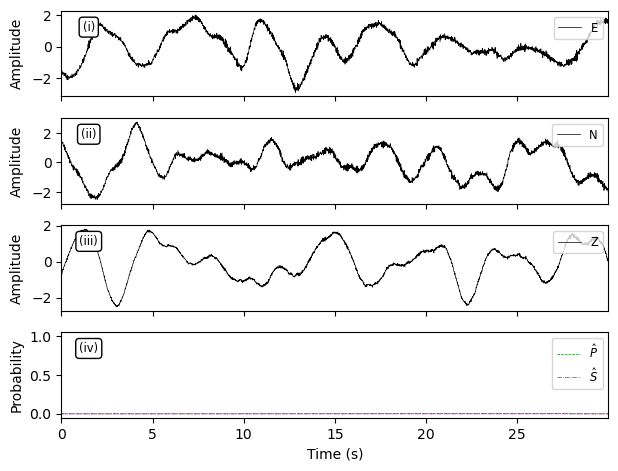 2
0
−2
Amplitude
(i)
E
2
0
−2
Amplitude
(ii)
N
2
0
−2
Amplitude
(iii)
Z
1.0
0.5
0.0
Probability
(iv)
P̂
Ŝ
0 5 10 15 20 25
Time (s)